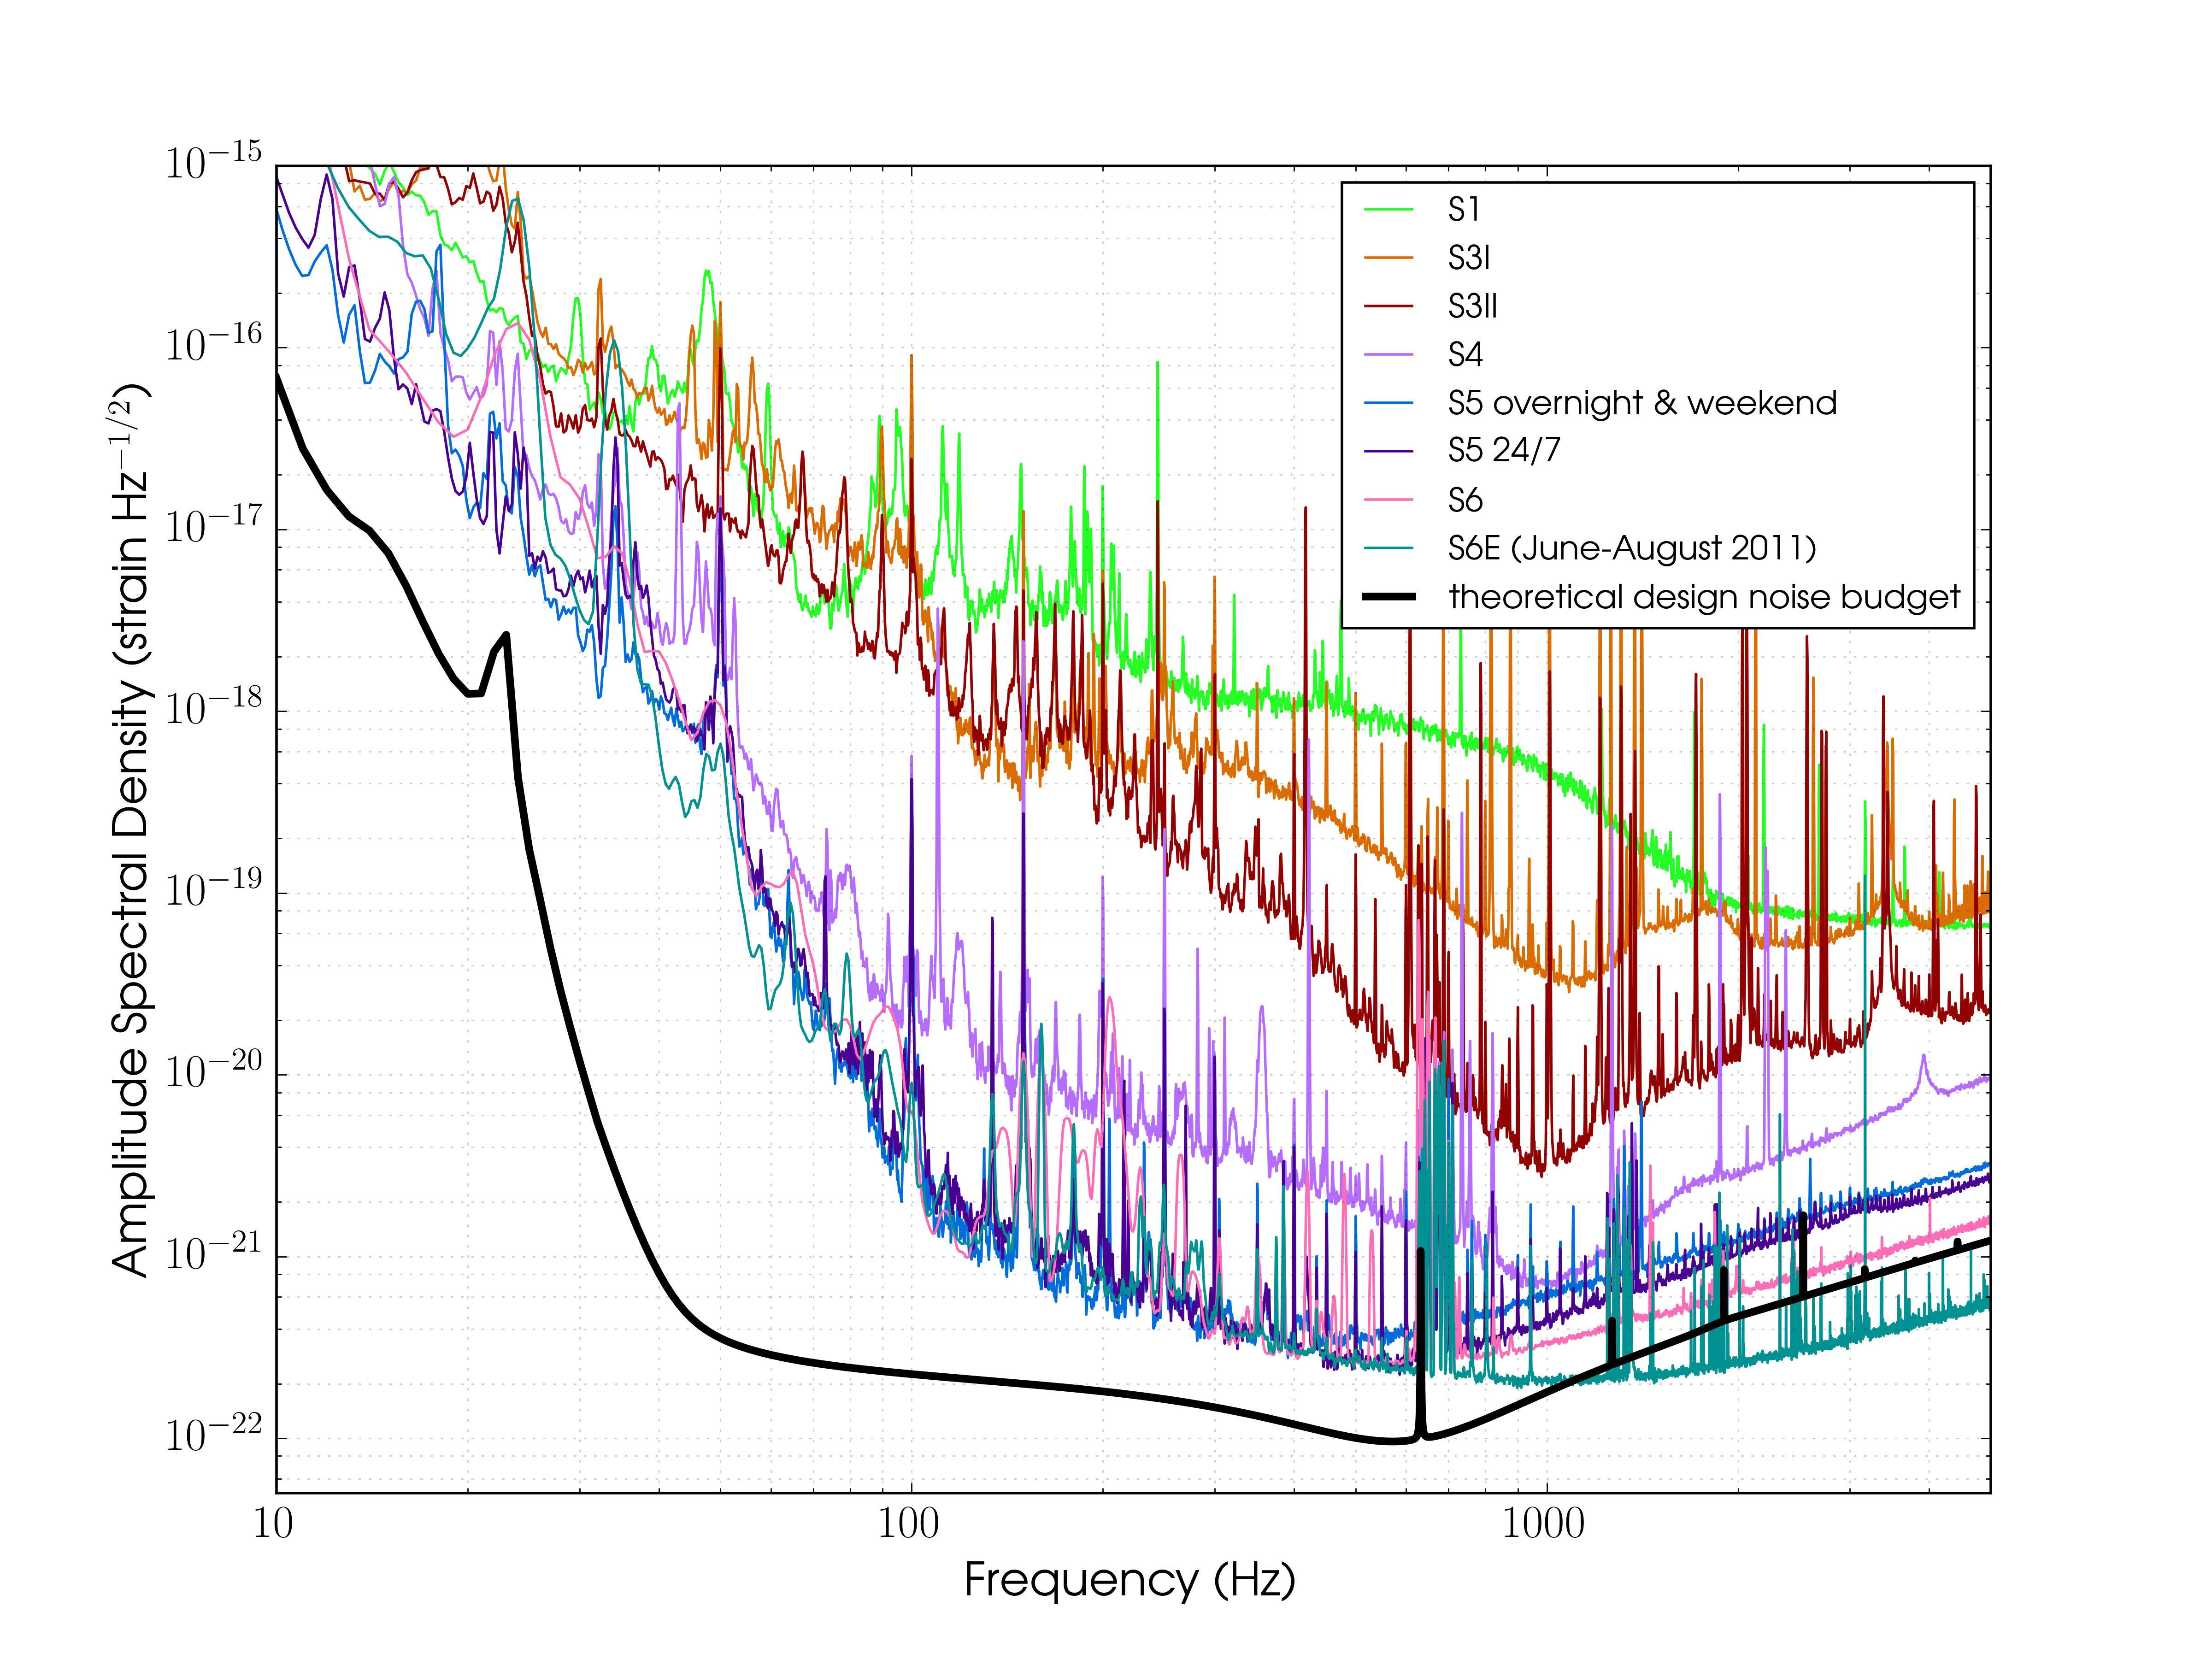 10−15
10−16
10−17
10−18
10−19
10−20
10−21
10−22
Amplitude Spectral Density (strain Hz−1/2)
S1
S3I
S3II
S4
S5 overnight & weekend
S5 24/7
S6
S6E (June-August 2011)
theoretical design noise budget
10 100 1000
Frequency (Hz)